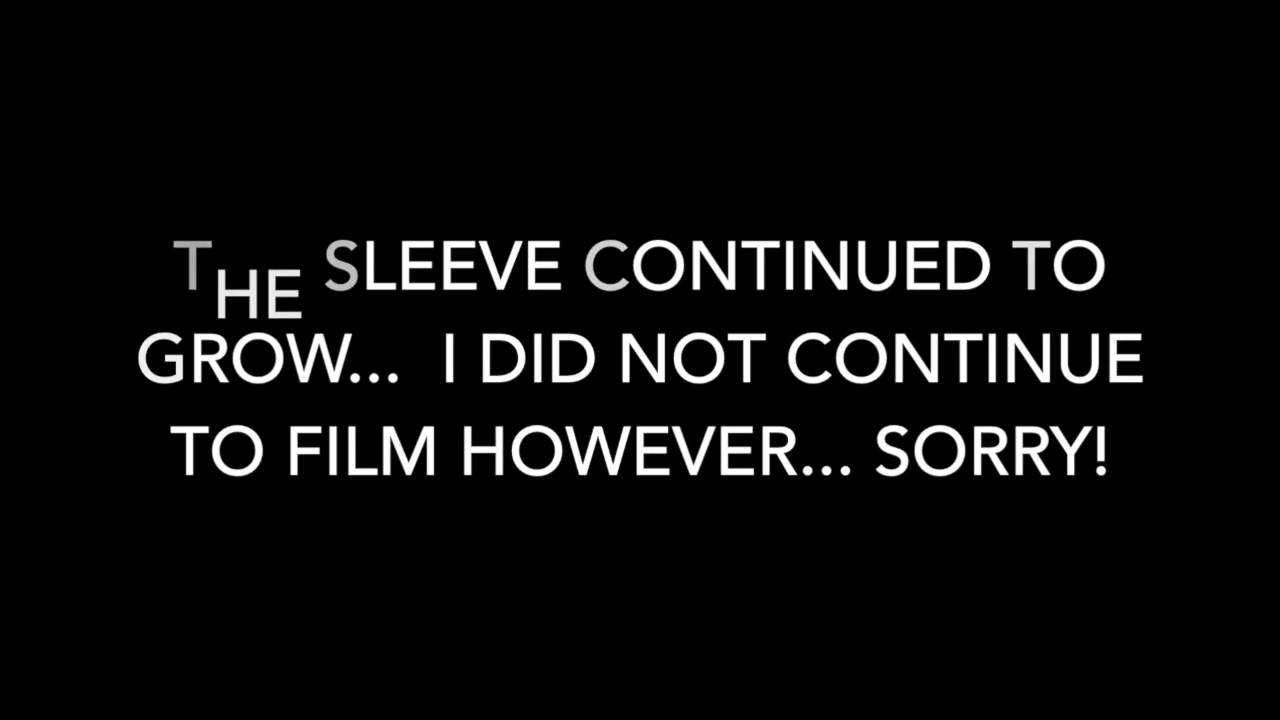 THE SLEEVE CONTINUED TO
GROW... I DID NOT CONTINUE
TO FILM HOWEVER... SORRY!